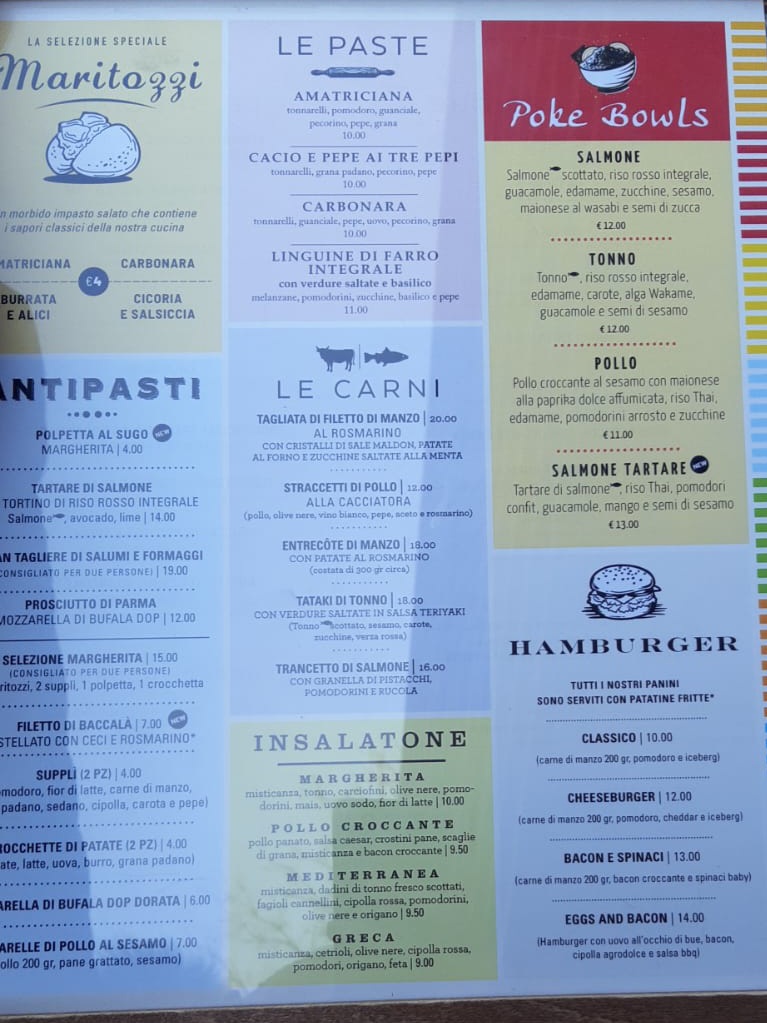 LA SELEZIONE SPECIALE
Maritozzi
morbido impasto salato che contiene
i sapori classici della nostra cucina
CARBONARA
€4
E ALICI
CICORIA
E SALSICCIA
POLPETTA AL SUGO NEW
MARGHERITA | 4.00
TARTARE DI SALMONE
TORTINO DI RISO ROSSO INTEGRALE
Salmone, avocado, lime | 14.00
TAGLIERE DI SALUMI E FORMAGGI
PER DUE PERSONE) | 19.00
PROSCIUTTO DI PARMA
DI BUFALA DOP | 12.00
SELEZIONE MARGHERITA | 15.00
(CONSIGLIATO PER DUE PERSONE)
2 supplì, 1 polpetta, 1 crocchetta
FILETTO DI BACCALÀ | 7.00 NEW
CON CECI E ROSMARINO*
SUPPLÌ (2 PZ) | 4.00
fior di latte, carne di manzo,
padano, sedano, cipolla, carota e pepe)
DI PATATE (2 PZ) | 4.00
latte, uova, burro, grana padano)
DI BUFALA DOP DORATA | 6.00
DI POLLO AL SESAMO | 7.00
200 gr, pane grattato, sesamo)
LE PASTE
AMATRICIANA
tonnarelli, pomodoro, guanciale,
pecorino, pepe, grana
10.00
CACIO E PEPE AI TRE PEPI
tonnarelli, grana padano, pecorino, pepe
10.00
CARBONARA
tonnarelli, guanciale, pepe, uovo, pecorino, grana
10.00
LINGUINE DI FARRO
INTEGRALE
con verdure saltate e basilico
melanzane, pomodorini, zucchine, basilico e pepe
11.00
LE CARNI
TAGLIATA DI FILETTO DI MANZO | 20.00
AL ROSMARINO
CON CRISTALLI DI SALE MALDON, PATATE
AL FORNO E ZUCCHINE SALTATE ALLA MENTA
STRACCETTI DI POLLO | 12.00
ALLA CACCIATORA
(pollo, olive nere, vino bianco, pepe, aceto e rosmarino)
ENTRECÔTE DI MANZO | 18.00
CON PATATE AL ROSMARINO
(costata di 300 gr circa)
TATAKI DI TONNO | 18.00
CON VERDURE SALTATE IN SALSA TERIYAKI
(Tonno scottato, sesamo, carote,
zucchine, verza rossa)
TRANCETTO DI SALMONE | 16.00
CON GRANELLA DI PISTACCHI,
POMODORINI E RUCOLA
INSALATONE
MARGHERITA
misticanza, tonno, carciofini, olive nere, pomo-
dorini, mais, uovo sodo, fior di latte | 10.00
POLLO CROCCANTE
pollo panato, salsa caesar, crostini pane, scaglie
di grana, misticanza e bacon croccante | 9.50
MEDITERRANEA
misticanza, dadini di tonno fresco scottati,
fagioli cannellini, cipolla rossa, pomodorini,
olive nere e origano | 9.50
GRECA
misticanza, cetrioli, olive nere, cipolla rossa,
pomodori, origano, feta | 9.00
Poke Bowls
SALMONE
Salmone scottato, riso rosso integrale,
guacamole, edamame, zucchine, sesamo,
maionese al wasabi e semi di zucca
€ 12.00
TONNO
Tonno, riso rosso integrale,
edamame, carote, alga Wakame,
guacamole e semi di sesamo
€ 12.00
POLLO
Pollo croccante al sesamo con maionese
alla paprika dolce affumicata, riso Thai,
edamame, pomodorini arrosto e zucchine
€ 11.00
SALMONE TARTARE NEW
Tartare di salmone, riso Thai, pomodori
confit, guacamole, mango e semi di sesamo
€ 13.00
HAMBURGER
TUTTI I NOSTRI PANINI
SONO SERVITI CON PATATINE FRITTE*
CLASSICO | 10.00
(carne di manzo 200 gr, pomodoro e iceberg)
CHEESEBURGER | 12.00
(carne di manzo 200 gr, pomodoro, cheddar e iceberg)
BACON E SPINACI | 13.00
(carne di manzo 200 gr, bacon croccante e spinaci baby)
EGGS AND BACON | 14.00
(Hamburger con uovo all'occhio di bue, bacon,
cipolla agrodolce e salsa bbq)